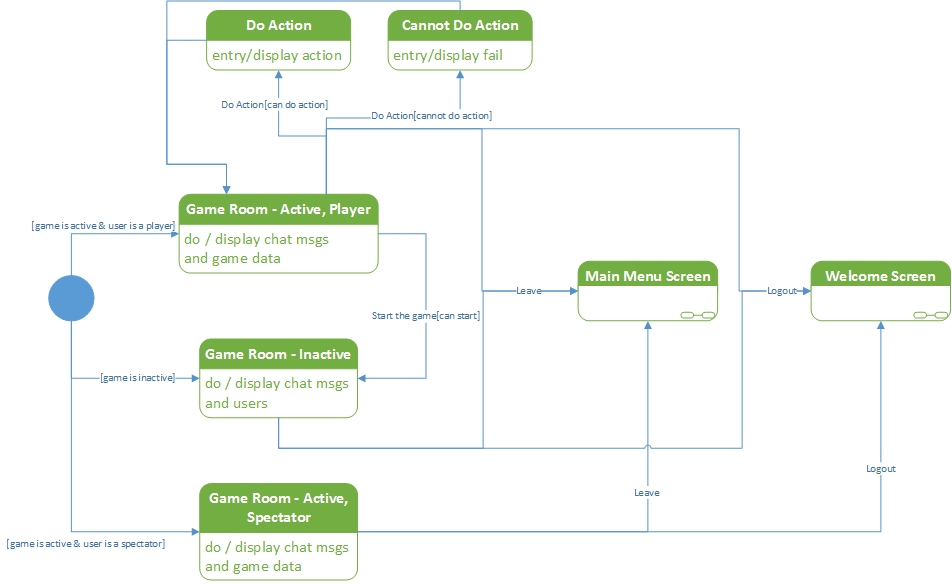 Do Action
entry/display action
Cannot Do Action
entry/display fail
Do Action[can do action]
Do Action[cannot do action]
Game Room - Active, Player
do / display chat msgs
and game data
[game is active & user is a player]
Main Menu Screen
Welcome Screen
Leave
Logout
Start the game[can start]
Game Room - Inactive
do / display chat msgs
and users
[game is inactive]
Logout
Leave
Game Room - Active,
Spectator
do / display chat msgs
and game data
[game is active & user is a spectator]